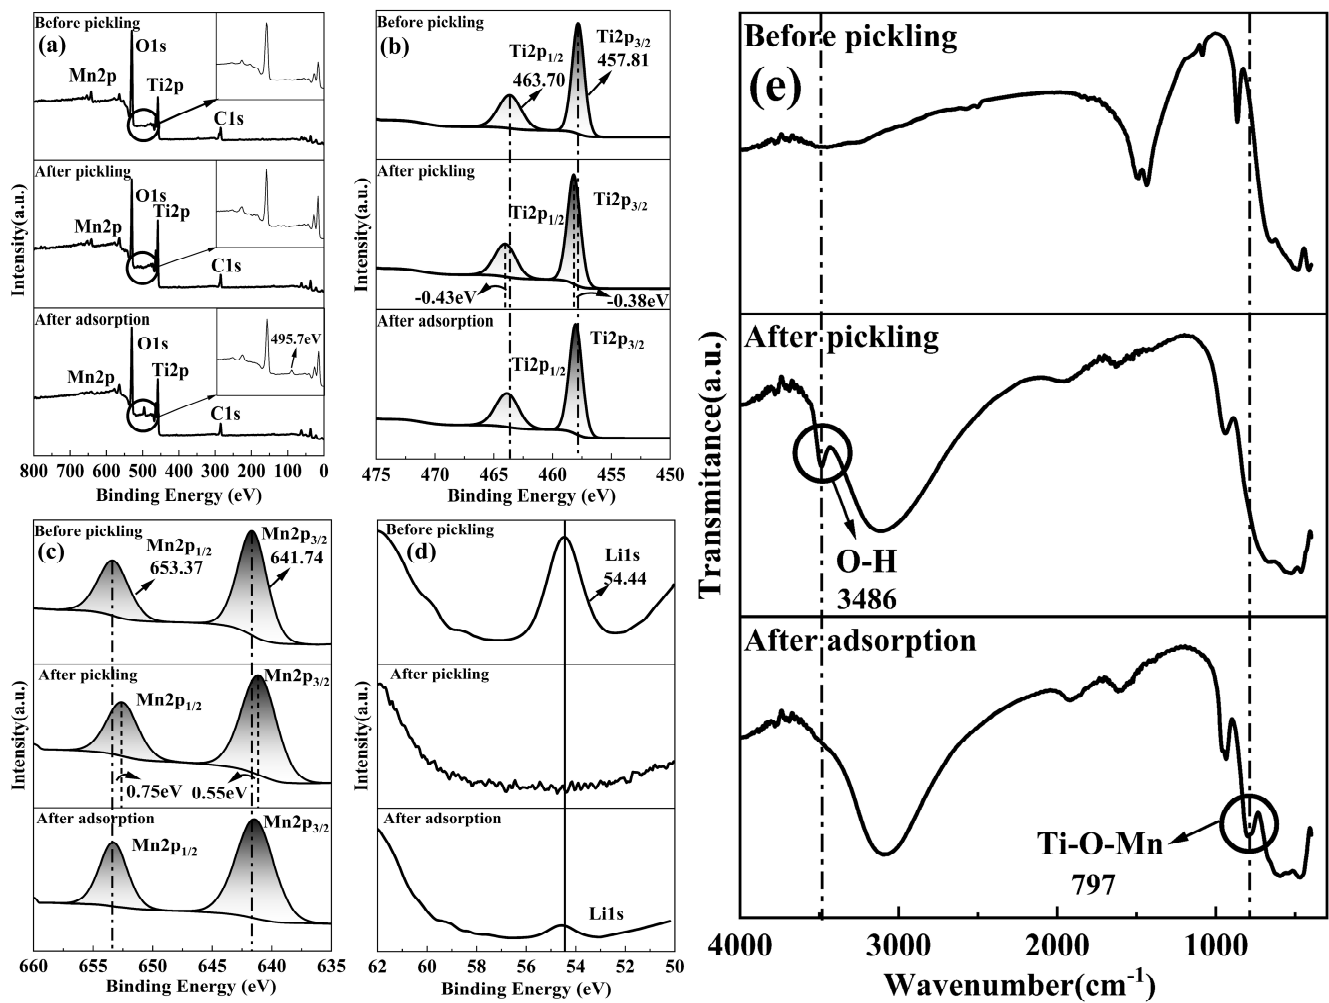 Before pickling
(a)
O1s
Mn2p
Ti2p
C1s
After pickling
O1s
Ti2p
Mn2p
C1s
After adsorption
495.7eV
O1s
Mn2p
Ti2p
C1s
Intensity(a.u.)
800 700 600 500 400 300 200 100 0
Binding Energy (eV)
Before pickling
(b)
Ti2p1/2
463.70
Ti2p3/2
457.81
After pickling
Ti2p1/2
Ti2p3/2
-0.43eV
-0.38eV
After adsorption
Ti2p3/2
Ti2p1/2
Intensity(a.u.)
475 470 465 460 455 450
Binding Energy (eV)
Before pickling
(c)
Mn2p1/2
653.37
Mn2p3/2
641.74
After pickling
Mn2p3/2
Mn2p1/2
0.75eV
0.55eV
After adsorption
Mn2p3/2
Mn2p1/2
Intensity(a.u.)
660 655 650 645 640 635
Binding Energy (eV)
Before pickling
(d)
Li1s
54.44
After pickling
After adsorption
Li1s
Intensity(a.u.)
62 60 58 56 54 52 50
Binding Energy (eV)
Before pickling
(e)
After pickling
O-H
3486
After adsorption
Ti-O-Mn
797
Transmitance(a.u.)
4000 3000 2000 1000
Wavenumber(cm-1)